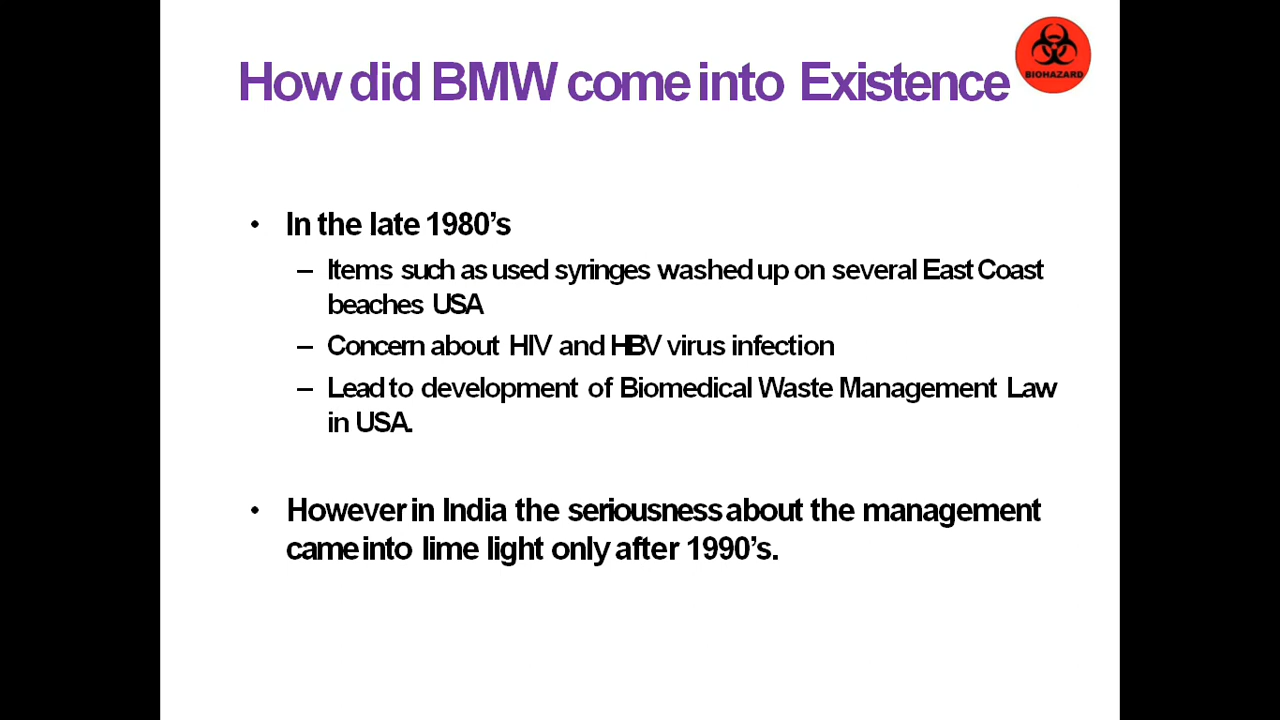 How did BMW come into Existence
BIOHAZARD
• In the late 1980’s
– Items such as used syringes washed up on several East Coast
beaches USA
– Concern about HIV and HBV virus infection
– Lead to development of Biomedical Waste Management Law
in USA.
• However in India the seriousness about the management
came into lime light only after 1990’s.